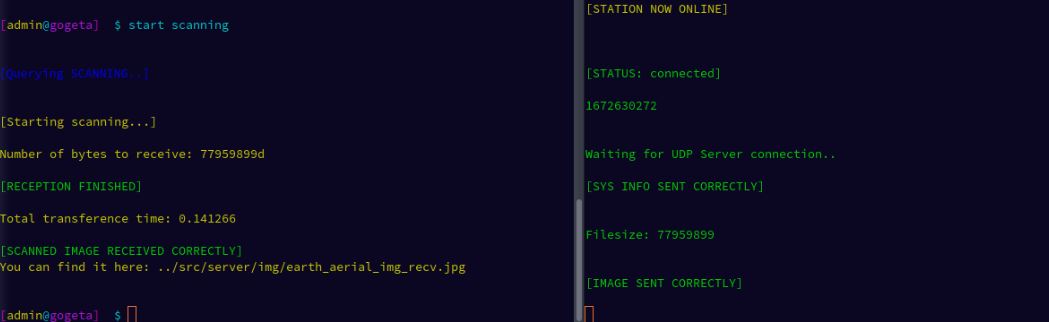 [admin@gogeta] $ start scanning
[Querying SCANNING..]
[Starting scanning...]
Number of bytes to receive: 77959899d
[RECEPTION FINISHED]
Total transference time: 0.141266
[SCANNED IMAGE RECEIVED CORRECTLY]
You can find it here: ../src/server/img/earth_aerial_img_recv.jpg
[admin@gogeta] $
[STATION NOW ONLINE]
[STATUS: connected]
1672630272
Waiting for UDP Server connection..
[SYS INFO SENT CORRECTLY]
Filesize: 77959899
[IMAGE SENT CORRECTLY]